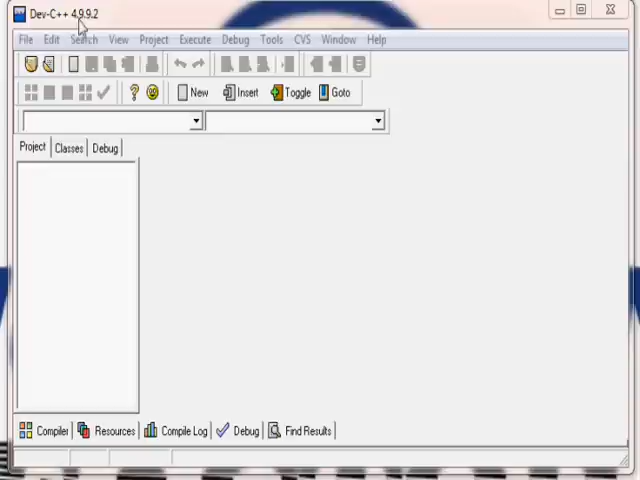 Dev-C++ 4.9.9.2
File Edit Search View Project Execute Debug Tools CVS Window Help
New Insert Toggle Goto
Project Classes Debug
Compiler Resources Compile Log Debug Find Results